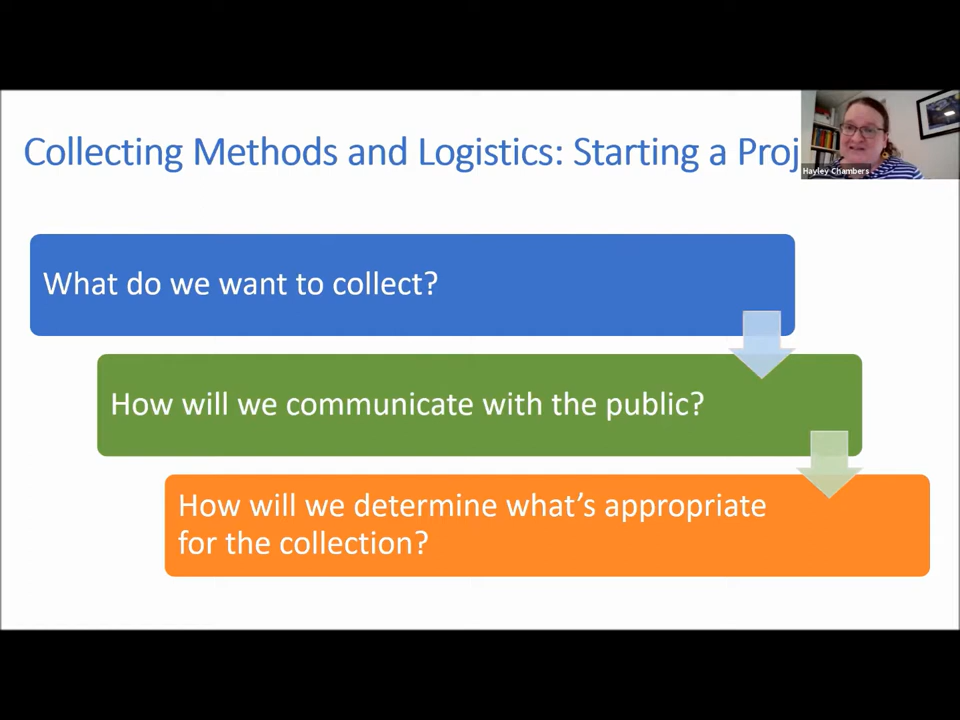 Collecting Methods and Logistics: Starting a Proj
Hayley Chambers
What do we want to collect?
How will we communicate with the public?
How will we determine what's appropriate
for the collection?